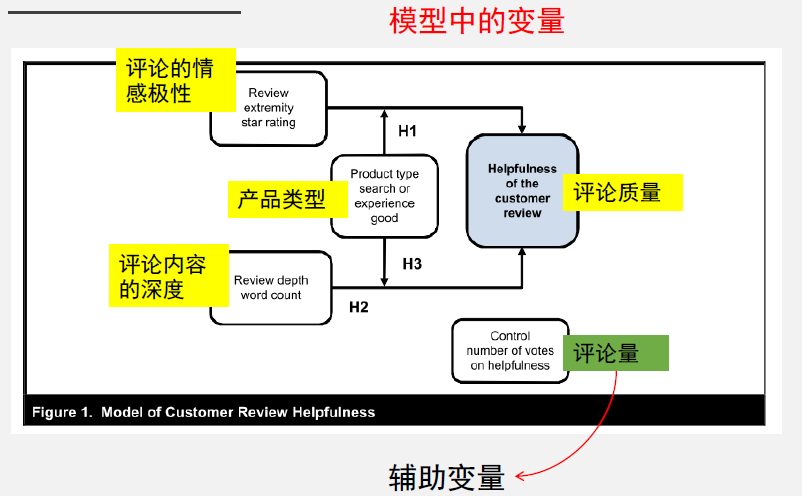 模型中的变量
评论的情
感极性
Review
extremity
star rating
H1
产品类型
Product type
search or
experience
good
Helpfulness
of the
customer
review
评论质量
评论内容
的深度
Review depth
word count
H3
H2
Control
number of votes
on helpfulness
评论量
Figure 1. Model of Customer Review Helpfulness
辅助变量